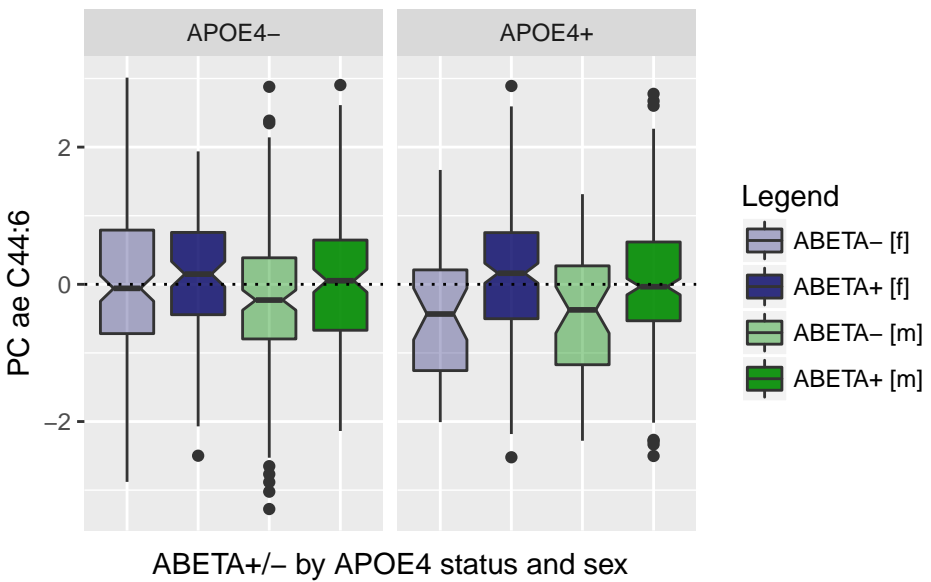 APOE4−
APOE4+
2
0
−2
PC ae C44:6
ABETA+/− by APOE4 status and sex
Legend
ABETA− [f]
ABETA+ [f]
ABETA− [m]
ABETA+ [m]